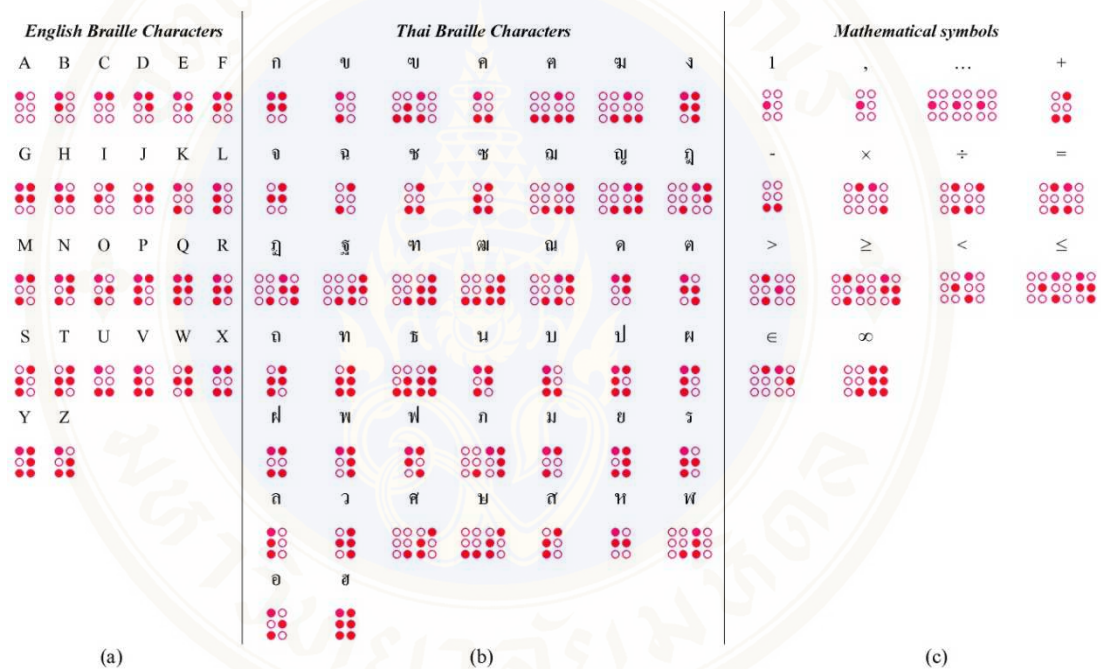 English Braille Characters
A B C D E F
G H I J K L
M N O P Q R
S T U V W X
Y Z
(a)
Thai Braille Characters
ก ข ฃ ค ฅ ฆ ง
จ ฉ ช ซ ฌ ญ ฎ
ฏ ฐ ฑ ฒ ณ ด ต
ถ ท ธ น บ ป ผ
ฝ พ ฟ ภ ม ย ร
ล ว ศ ษ ส ห ฬ
อ ฮ
(b)
Mathematical symbols
1 , … +
- × ÷ =
> ≥ < ≤
∈ ∞
(c)